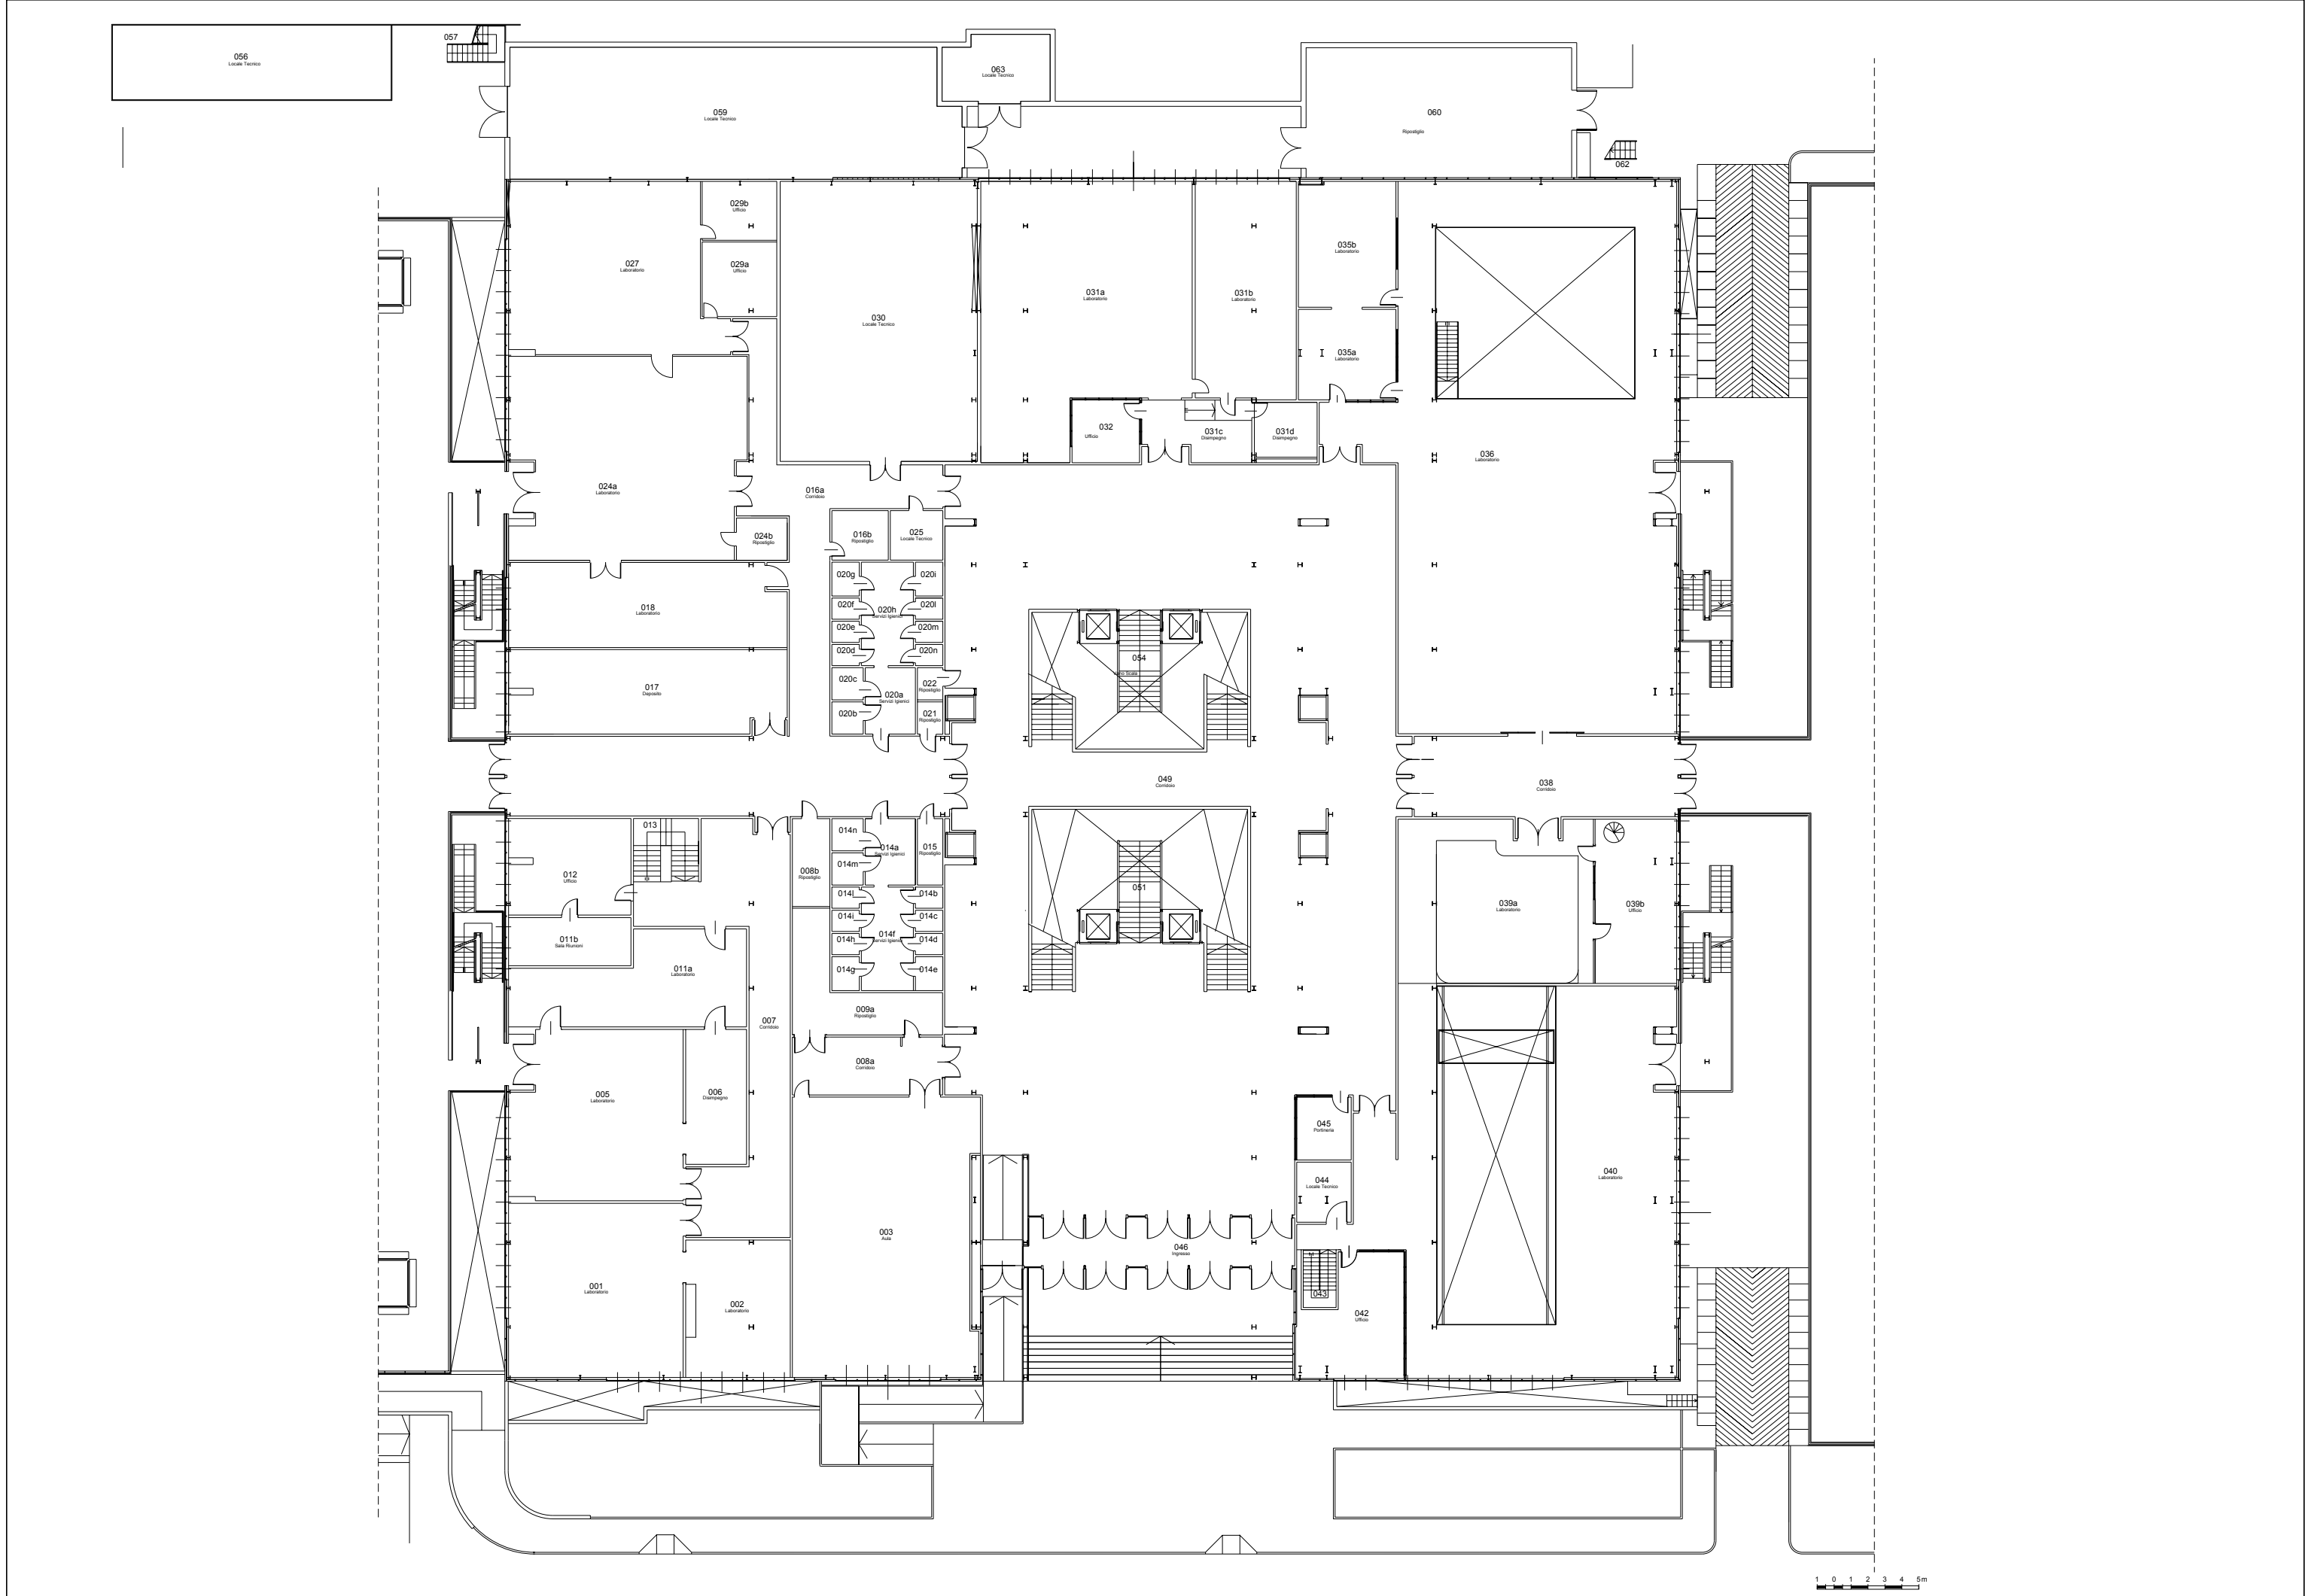 057
056
Locale Tecnico
063
Locale Tecnico
059
Locale Tecnico
060
Ripostiglio
062
029b
Ufficio
035b
Laboratorio
027
Laboratorio
029a
Ufficio
031a
Laboratorio
031b
Laboratorio
030
Locale Tecnico
035a
Laboratorio
032
Ufficio
031c
Disimpegno
031d
Disimpegno
036
Laboratorio
024a
Laboratorio
016a
Corridoio
024b
Ripostiglio
016b
Ripostiglio
025
Locale Tecnico
020g
020i
018
Laboratorio
020f
020h
Servizi Igienici
020l
020e
020m
020d
020n
054
Vano Scala
017
Deposito
020c
020a
Servizi Igienici
022
Ripostiglio
020b
021
Ripostiglio
049
Corridoio
038
Corridoio
013
014n
014a
Servizi Igienici
015
Ripostiglio
014m
012
Ufficio
008b
Ripostiglio
014l
014b
051
039a
Laboratorio
039b
Ufficio
014i
014c
011b
Sala Riunioni
014h
014f
Servizi Igienici
014d
011a
Laboratorio
014g
014e
007
Corridoio
009a
Ripostiglio
008a
Corridoio
005
Laboratorio
006
Disimpegno
045
Portineria
044
Locale Tecnico
040
Laboratorio
003
Aula
046
Ingresso
001
Laboratorio
002
Laboratorio
043
042
Ufficio
1 0 1 2 3 4 5m